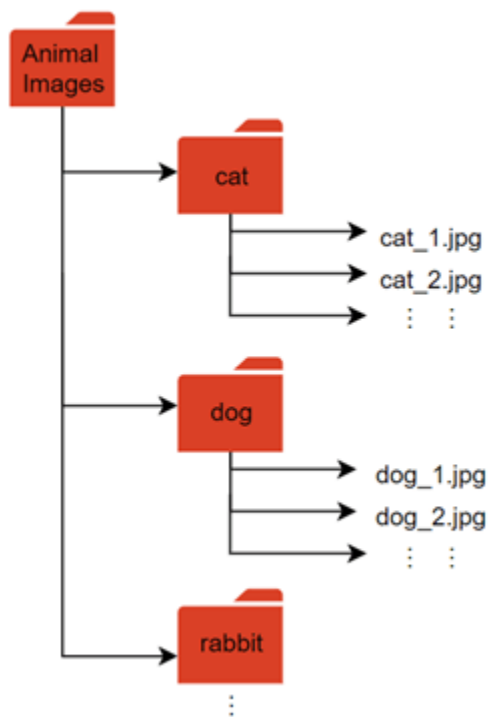 Animal
Images
cat
cat_1.jpg
cat_2.jpg
⋮ ⋮
dog
dog_1.jpg
dog_2.jpg
⋮ ⋮
rabbit
⋮